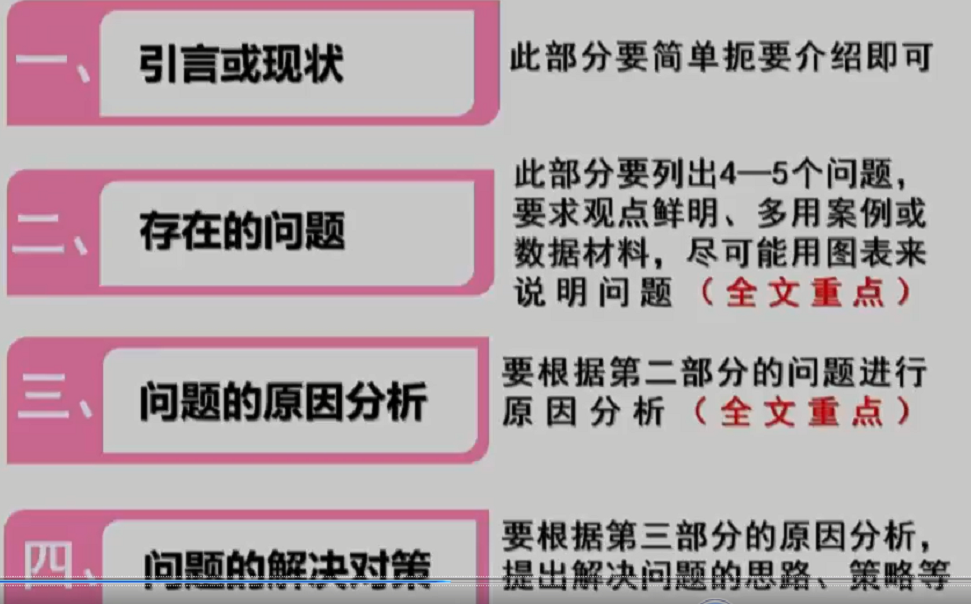 一、 引言或现状
此部分要简单扼要介绍即可
二、 存在的问题
此部分要列出4—5个问题，
要求观点鲜明、多用案例或
数据材料，尽可能用图表来
说明问题（全文重点）
三、 问题的原因分析
要根据第二部分的问题进行
原因分析（全文重点）
四、 问题的解决对策
要根据第三部分的原因分析，
提出解决问题的思路、策略等